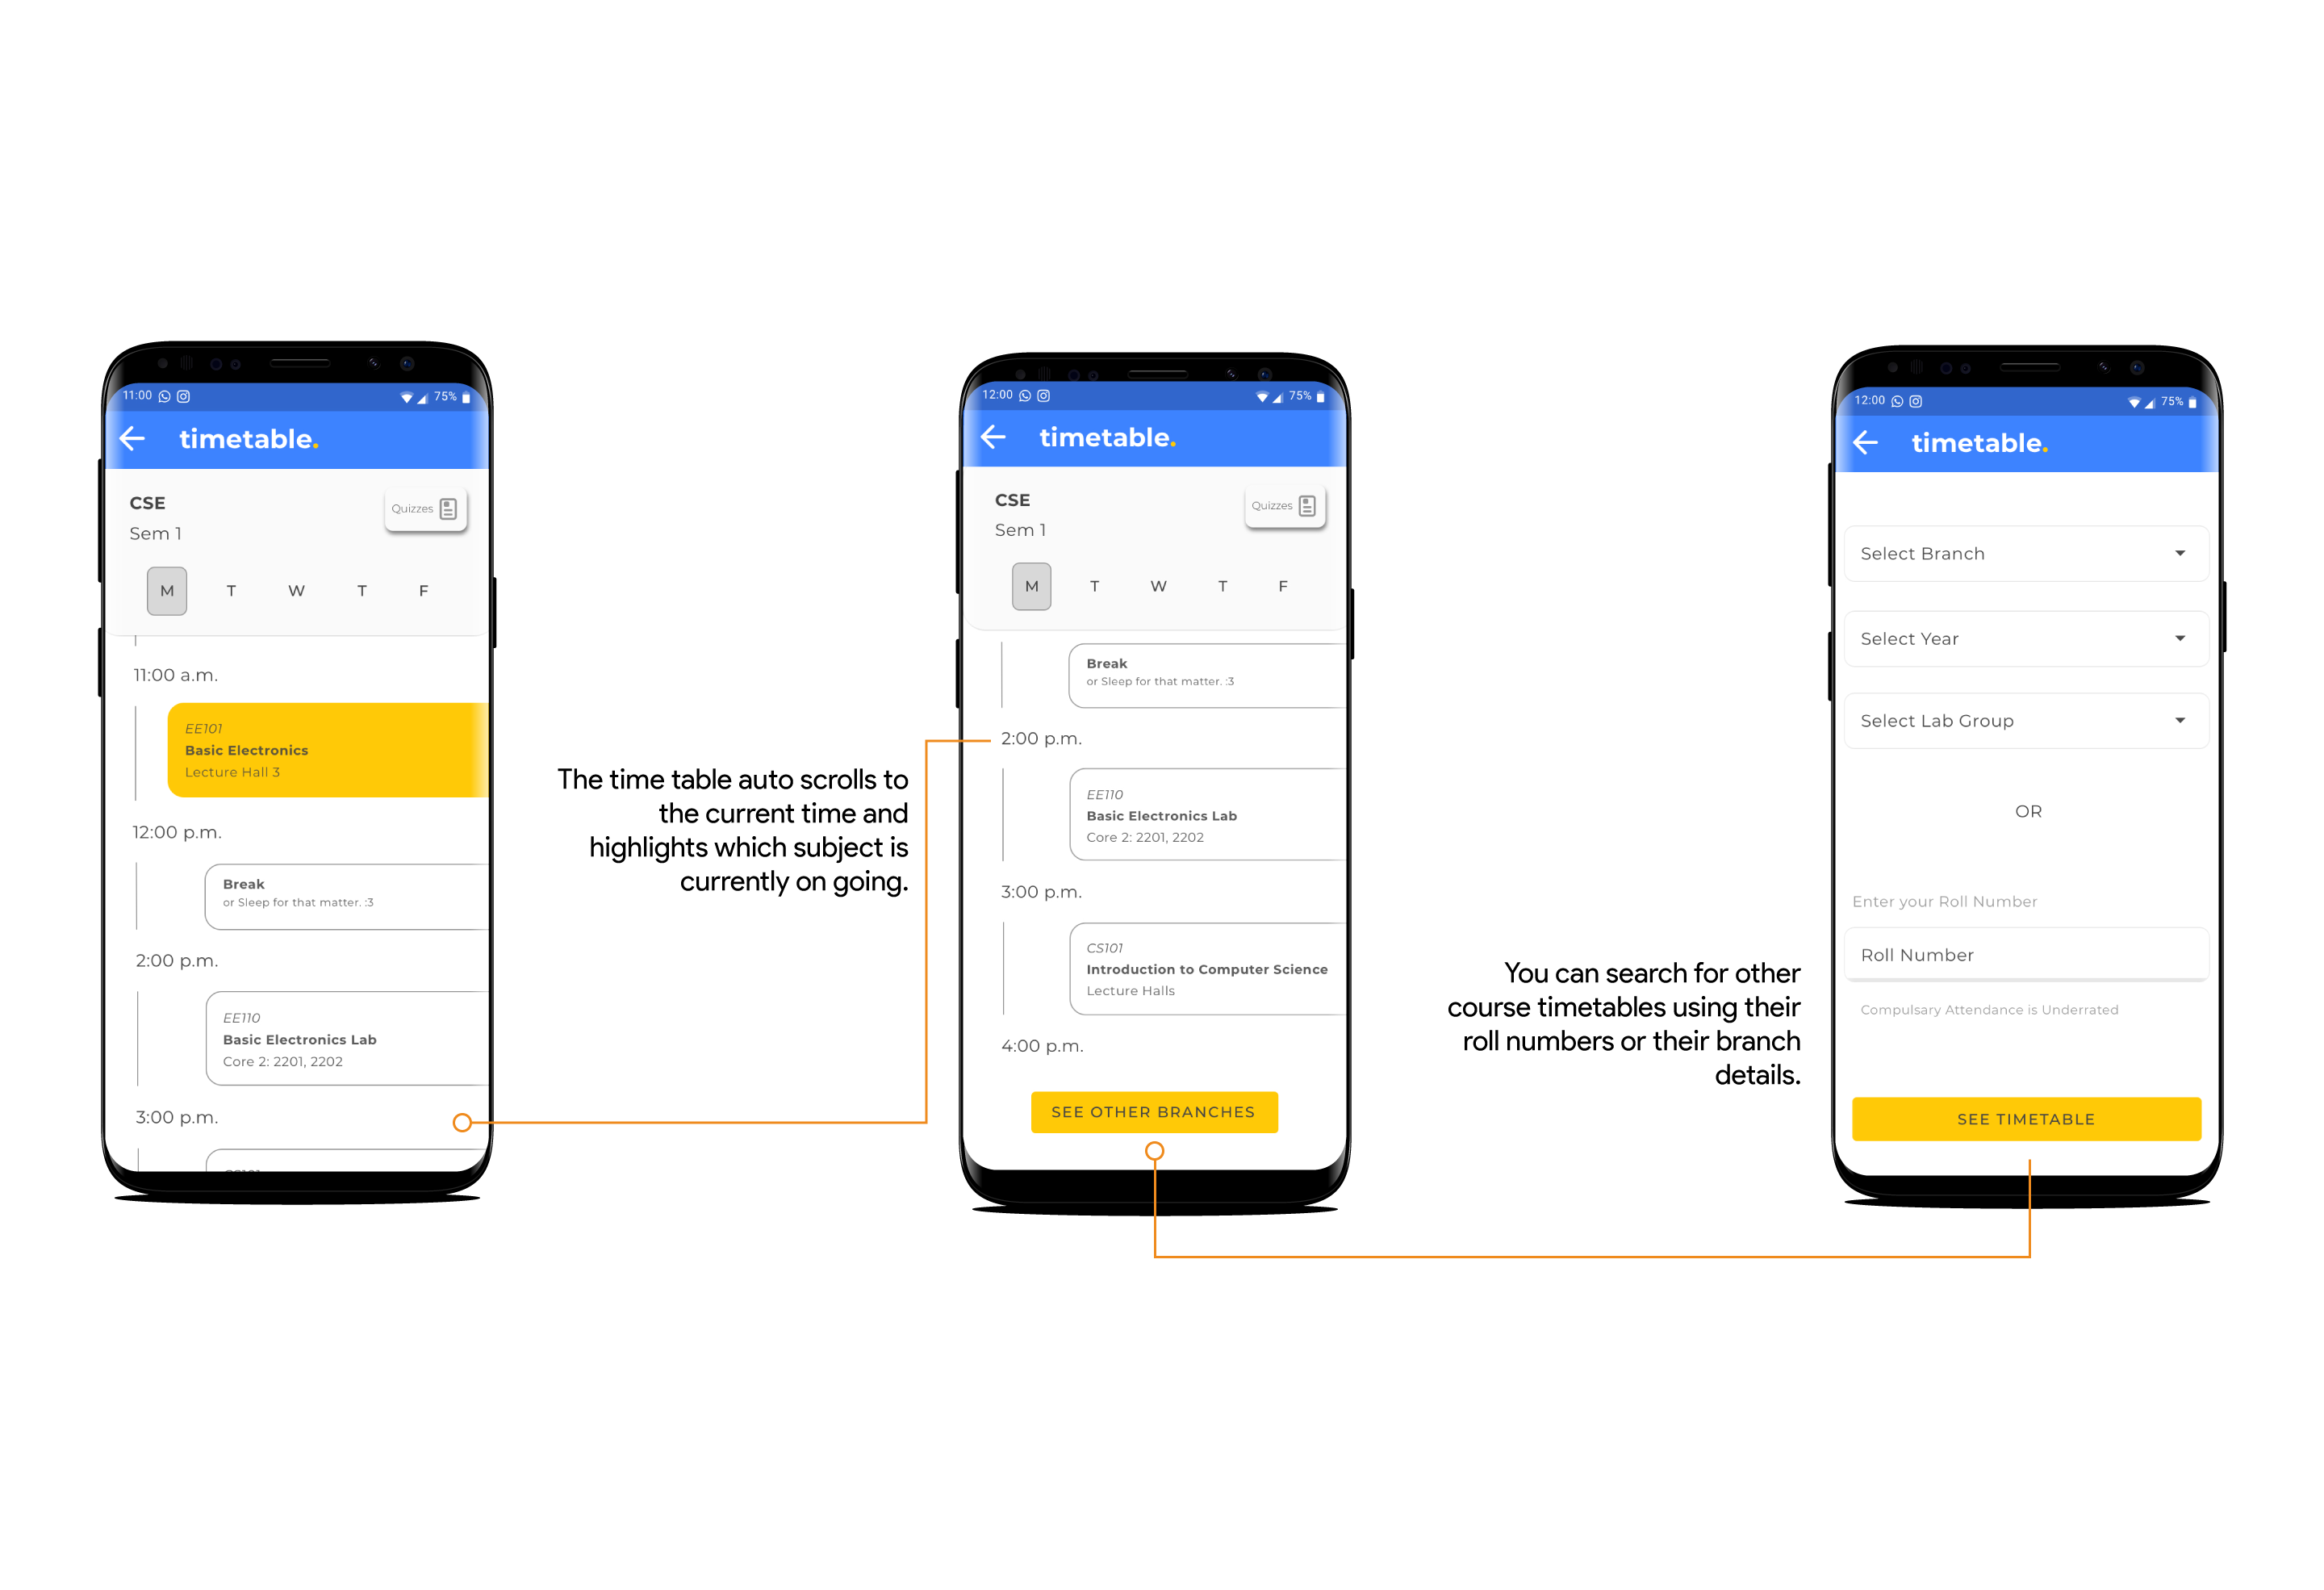 11:00
75%
timetable.
CSE
Sem 1
Quizzes
M T W T F
11:00 a.m.
EE101
Basic Electronics
Lecture Hall 3
12:00 p.m.
Break
or Sleep for that matter. :3
2:00 p.m.
EE110
Basic Electronics Lab
Core 2: 2201, 2202
3:00 p.m.
The time table auto scrolls to
the current time and
highlights which subject is
currently on going.
12:00
75%
timetable.
CSE
Sem 1
Quizzes
M T W T F
Break
or Sleep for that matter. :3
2:00 p.m.
EE110
Basic Electronics Lab
Core 2: 2201, 2202
3:00 p.m.
CS101
Introduction to Computer Science
Lecture Halls
4:00 p.m.
SEE OTHER BRANCHES
You can search for other
course timetables using their
roll numbers or their branch
details.
12:00
75%
timetable.
Select Branch
Select Year
Select Lab Group
OR
Enter your Roll Number
Roll Number
Compulsary Attendance is Underrated
SEE TIMETABLE